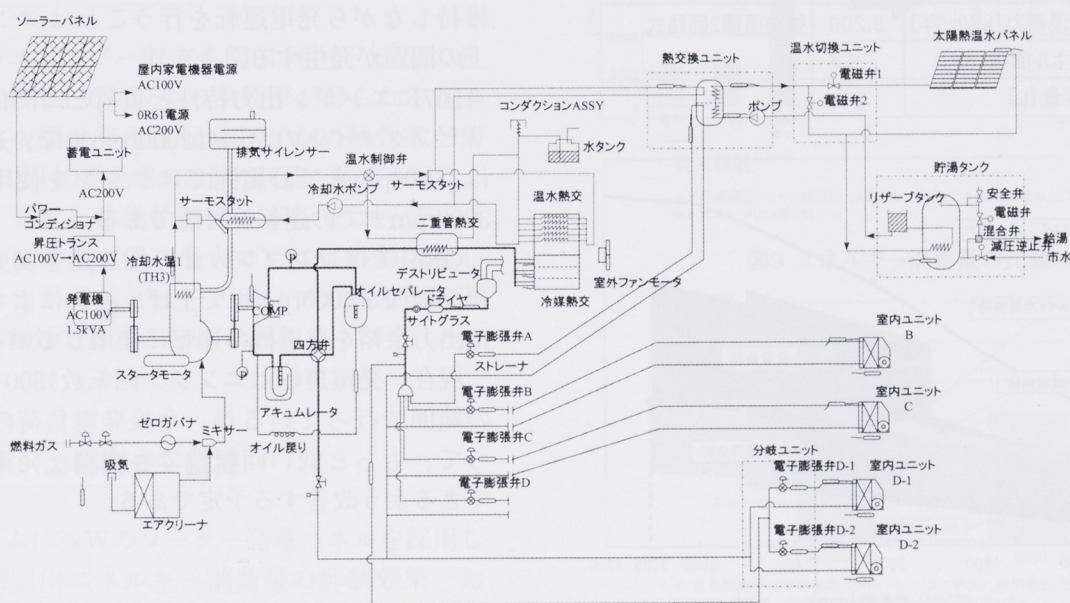 ソーラーパネル
屋内家電機器電源
AC100V
0R61電源
AC200V
蓄電ユニット
AC200V
パワー
コンディショナ
昇圧トランス
AC100V→AC200V
発電機
AC100V
1.5kVA
サーモスタット
冷却水温1
(TH3)
スタータモータ
燃料ガス
ゼロガバナ
ミキサー
吸気
エアクリーナ
排気サイレンサー
温水制御弁
サーモスタット
冷却水ポンプ
二重管熱交
COMP
オイルセパレータ
四方弁
アキュムレータ
オイル戻り
デストリビュータ
ドライヤ
サイトグラス
コンダクションASSY
水タンク
温水熱交
冷媒熱交
室外ファンモータ
電子膨張弁A
ストレーナ
電子膨張弁B
電子膨張弁C
電子膨張弁D
熱交換ユニット
ポンプ
温水切換ユニット
電磁弁1
電磁弁2
太陽熱温水パネル
貯湯タンク
リザーブタンク
安全弁
電磁弁
混合弁
給湯
減圧逆止弁
市水
室内ユニット
B
室内ユニット
C
分岐ユニット
電子膨張弁D-1
室内ユニット
D-1
電子膨張弁D-2
室内ユニット
D-2